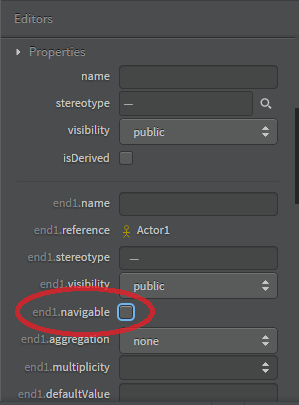 Editors
Properties
name
stereotype —
visibility public
isDerived
end1.name
end1.reference Actor1
end1.stereotype —
end1.visibility public
end1.navigable
end1.aggregation none
end1.multiplicity
end1.defaultValue